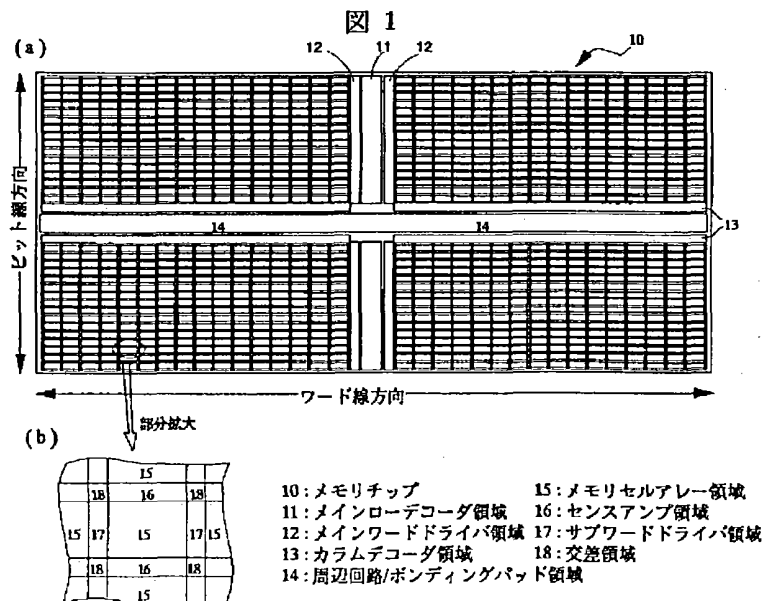 図 1
(a)
12
11
12
10
ビット線方向
14
14
13
ワード線方向
部分拡大
(b)
15
18 16 18
15 17 15 17 15
18 16 18
15
10：メモリチップ
11：メインローデコーダ領域
12：メインワードドライバ領域
13：カラムデコーダ領域
14：周辺回路/ボンディングパッド領域
15：メモリセルアレー領域
16：センスアンプ領域
17：サブワードドライバ領域
18：交差領域